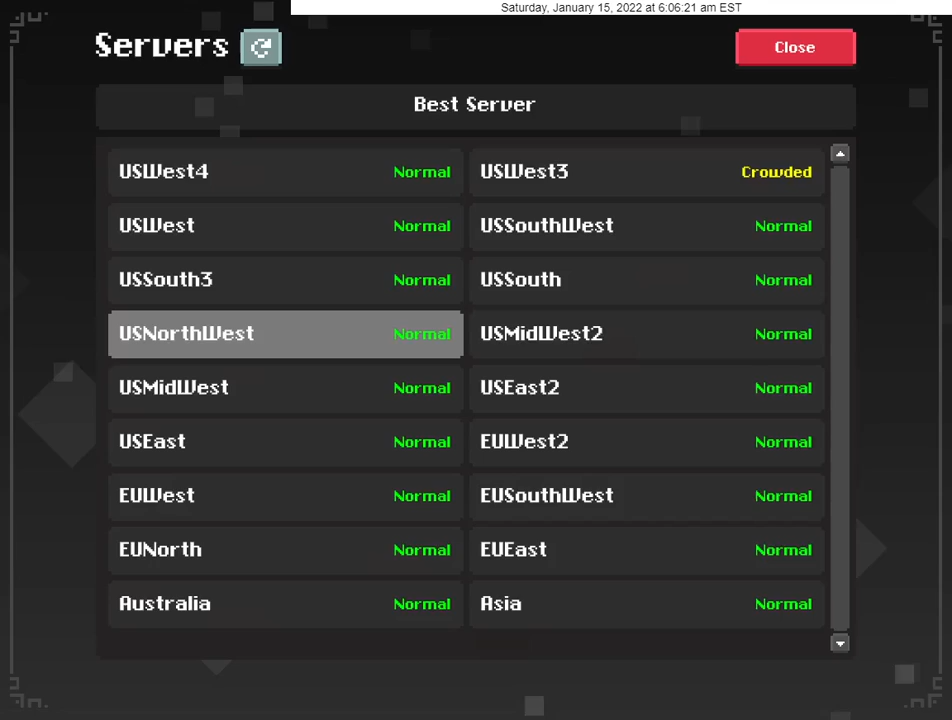 Saturday, January 15, 2022 at 6:06:21 am EST
Servers
Close
Best Server
USWest4 Normal USWest3 Crowded
USWest Normal USSouthWest Normal
USSouth3 Normal USSouth Normal
USNorthWest Normal USMidWest2 Normal
USMidWest Normal USEast2 Normal
USEast Normal EUWest2 Normal
EUWest Normal EUSouthWest Normal
EUNorth Normal EUEast Normal
Australia Normal Asia Normal